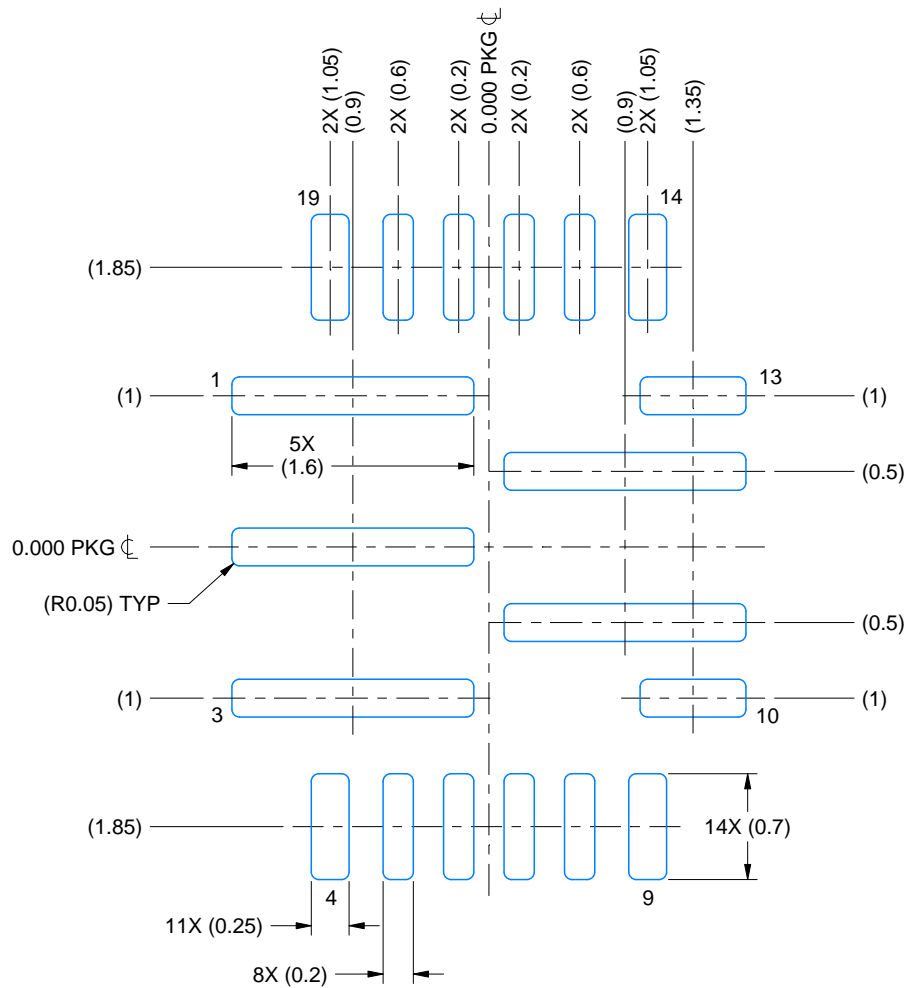 2X (1.05)
(0.9)
2X (0.6)
2X (0.2)
0.000 PKG ℄
2X (0.2)
2X (0.6)
(0.9)
2X (1.05)
(1.35)
19
14
(1.85)
1
13
(1)
(1)
5X
(1.6)
(0.5)
0.000 PKG ℄
(R0.05) TYP
(0.5)
(1)
3
10
(1)
(1.85)
14X (0.7)
4
9
11X (0.25)
8X (0.2)